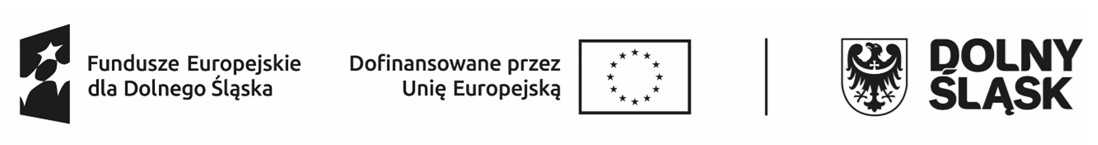 Fundusze Europejskie
dla Dolnego Śląska
Dofinansowane przez
Unię Europejską
DOLNY
ŚLĄSK